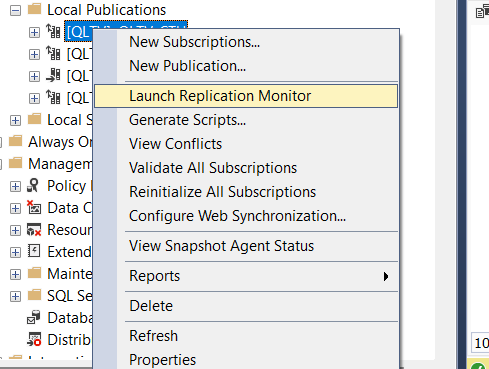 Local Publications
[QLT
New Subscriptions...
[QLT
New Publication...
[QLT
[QLT
Launch Replication Monitor
Local S
Generate Scripts...
Always On
View Conflicts
Managem
Validate All Subscriptions
Policy
Reinitialize All Subscriptions
Data C
Configure Web Synchronization...
Resour
View Snapshot Agent Status
Extend
Mainte
Reports
SQL Se
Delete
Databa
Refresh
Distrib
Properties
10